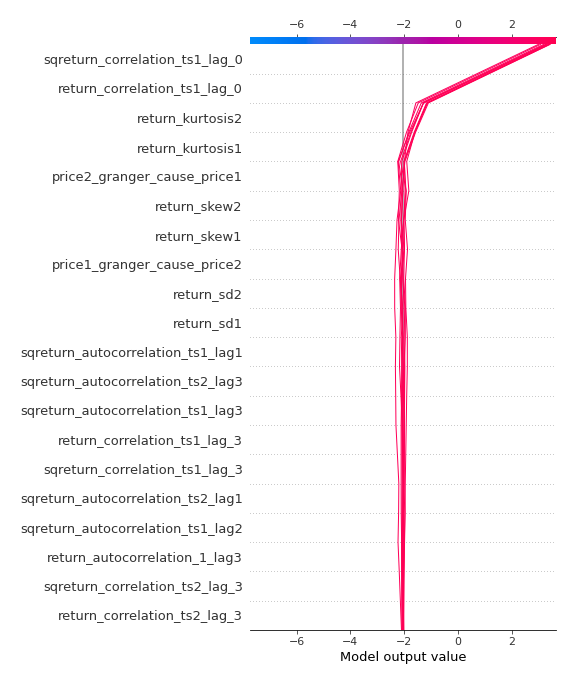 −6 −4 −2 0 2
sqreturn_correlation_ts1_lag_0
return_correlation_ts1_lag_0
return_kurtosis2
return_kurtosis1
price2_granger_cause_price1
return_skew2
return_skew1
price1_granger_cause_price2
return_sd2
return_sd1
sqreturn_autocorrelation_ts1_lag1
sqreturn_autocorrelation_ts2_lag3
sqreturn_autocorrelation_ts1_lag3
return_correlation_ts1_lag_3
sqreturn_correlation_ts1_lag_3
sqreturn_autocorrelation_ts2_lag1
sqreturn_autocorrelation_ts1_lag2
return_autocorrelation_1_lag3
sqreturn_correlation_ts2_lag_3
return_correlation_ts2_lag_3
−6 −4 −2 0 2
Model output value